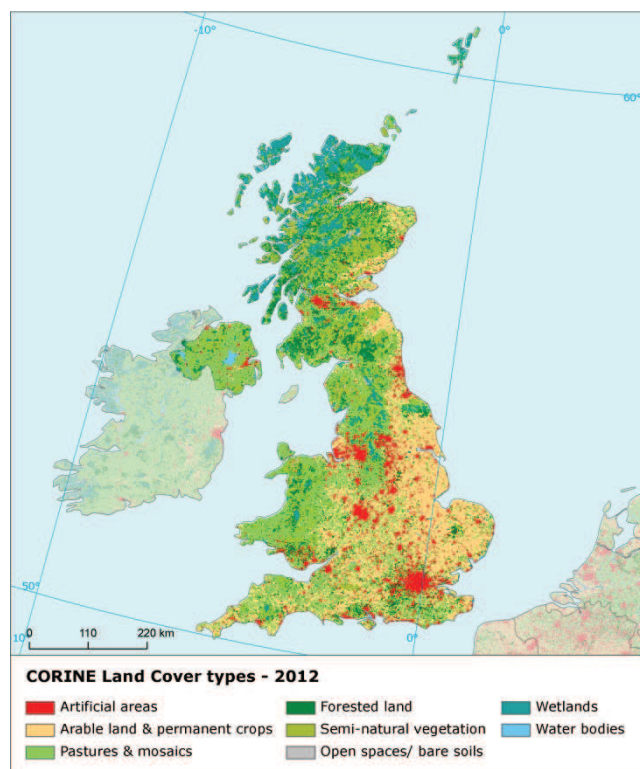 -10°
0°
60°
50°
10°
0°
0 110 220 km
CORINE Land Cover types - 2012
Artificial areas
Forested land
Wetlands
Arable land & permanent crops
Semi-natural vegetation
Water bodies
Pastures & mosaics
Open spaces/ bare soils